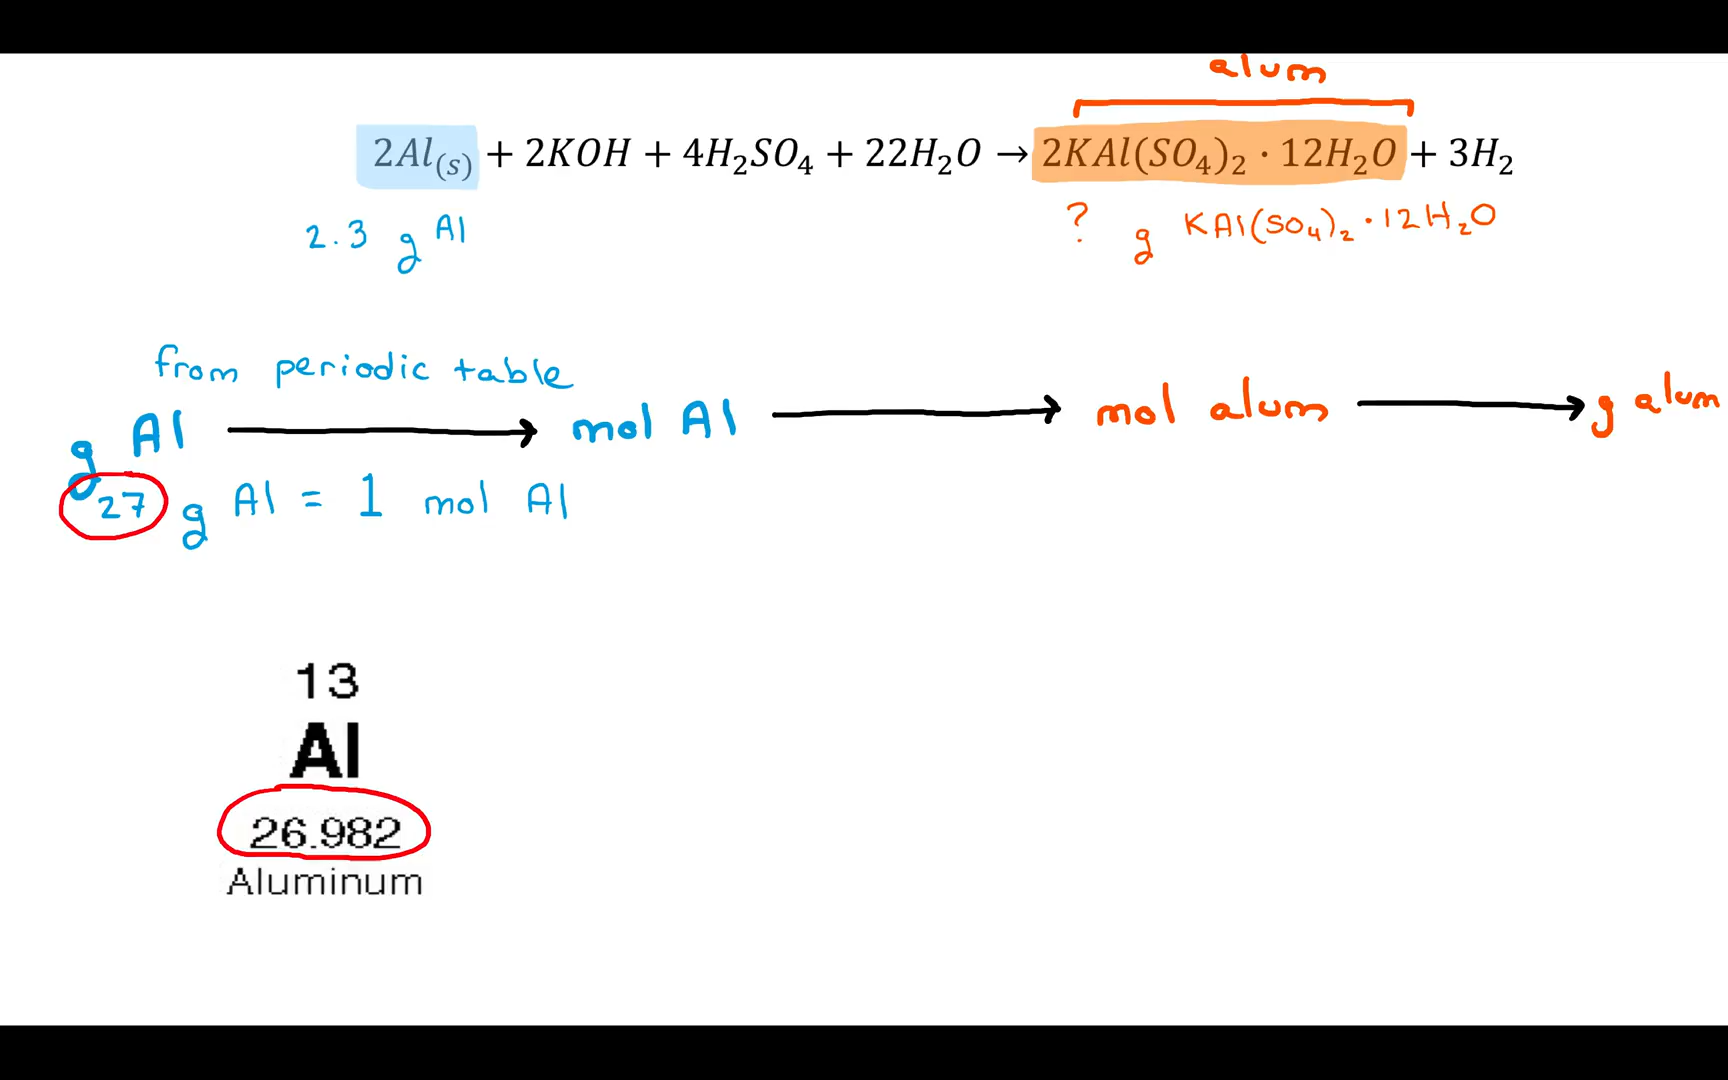 alum
2Al(s) + 2KOH + 4H₂SO₄ + 22H₂O → 2KAl(SO₄)₂ · 12H₂O + 3H₂
2.3 g Al ? g KAl(SO₄)₂ · 12H₂O
from periodic table
g Al → mol Al → mol alum → g alum
27 g Al = 1 mol Al
13
Al
26.982
Aluminum